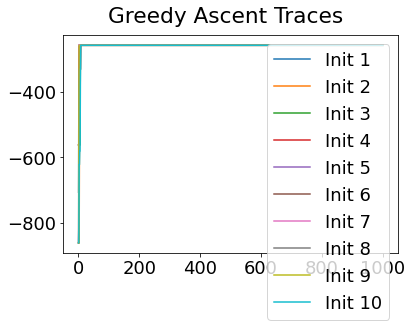 Greedy Ascent Traces
−400
−600
−800
0
200
400
600
800
1000
Init 1
Init 2
Init 3
Init 4
Init 5
Init 6
Init 7
Init 8
Init 9
Init 10